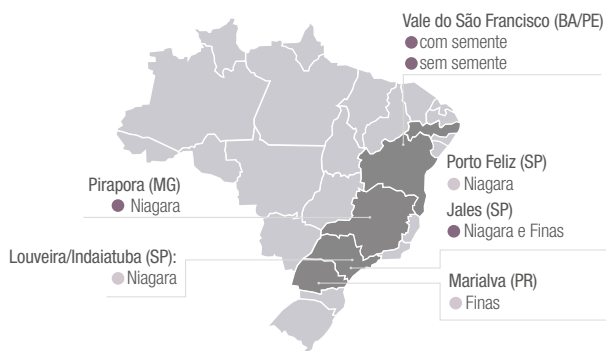 Vale do São Francisco (BA/PE)
com semente
sem semente
Porto Feliz (SP)
Niagara
Pirapora (MG)
Niagara
Jales (SP)
Niagara e Finas
Louveira/Indaiatuba (SP):
Niagara
Marialva (PR)
Finas